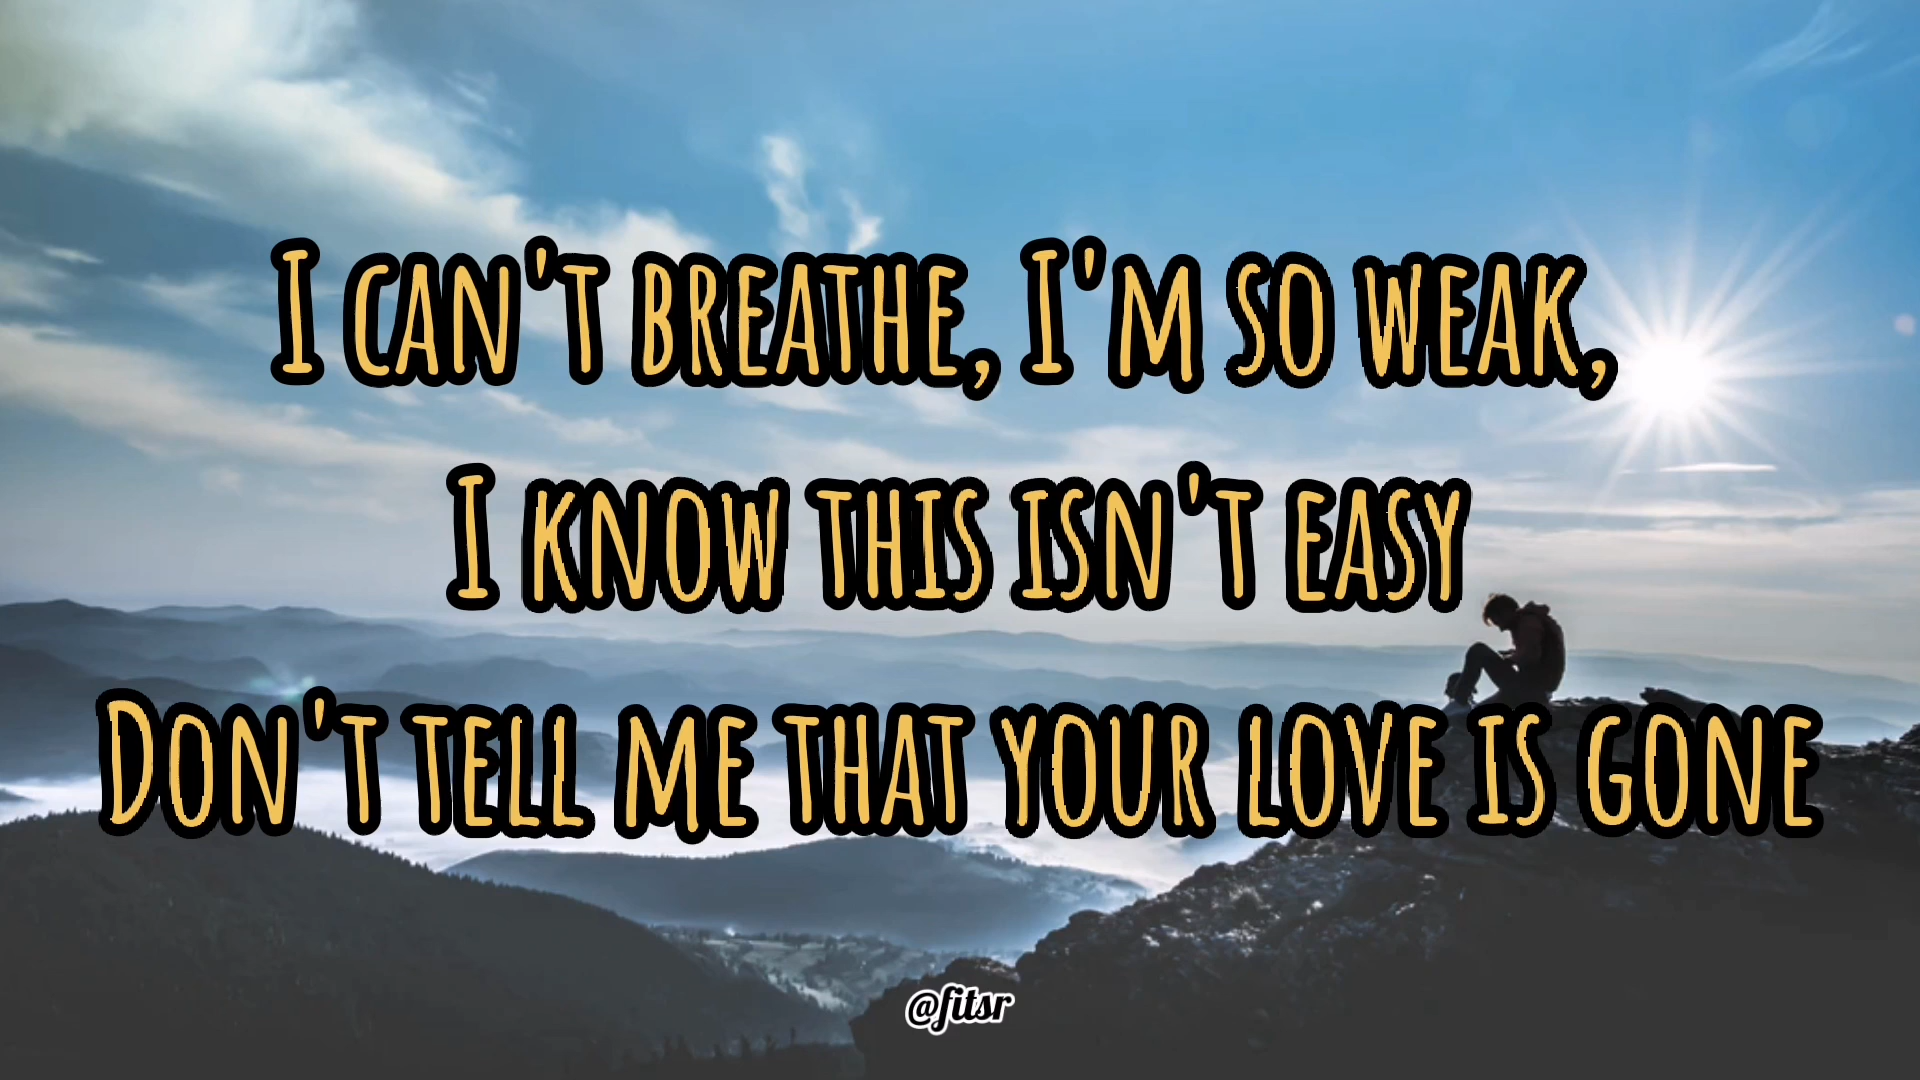 I can't breathe, I'm so weak,
I know this isn't easy
Don't tell me that your love is gone
@fitsr